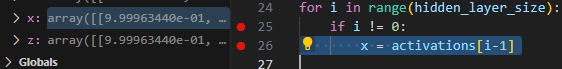 x: array([[9.99963440e-01, …
z: array([[9.99963440e-01, …
Globals
24 for i in range(hidden_layer_size):
25 if i != 0:
26 x = activations[i-1]
27